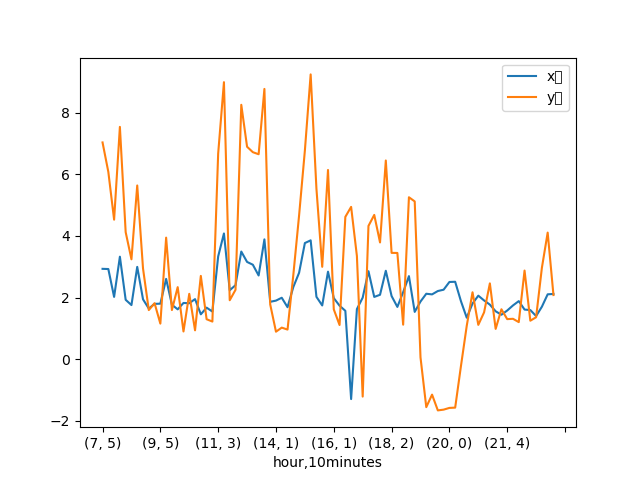 x
y
8
6
4
2
0
−2
(7, 5) (9, 5) (11, 3) (14, 1) (16, 1) (18, 2) (20, 0) (21, 4)
hour,10minutes